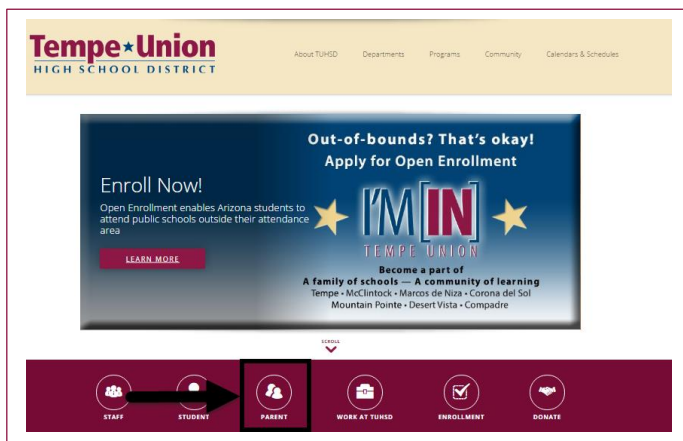 Tempe★Union
HIGH SCHOOL DISTRICT
About TUHSD Departments Programs Community Calendars & Schedules
Enroll Now!
Open Enrollment enables Arizona students to
attend public schools outside their attendance
area
LEARN MORE
Out-of-bounds? That's okay!
Apply for Open Enrollment
I'M[IN]
TEMPE UNION
Become a part of
A family of schools — A community of learning
Tempe • McClintock • Marcos de Niza • Corona del Sol
Mountain Pointe • Desert Vista • Compadre
SCROLL
STAFF STUDENT PARENT WORK AT TUHSD ENROLLMENT DONATE